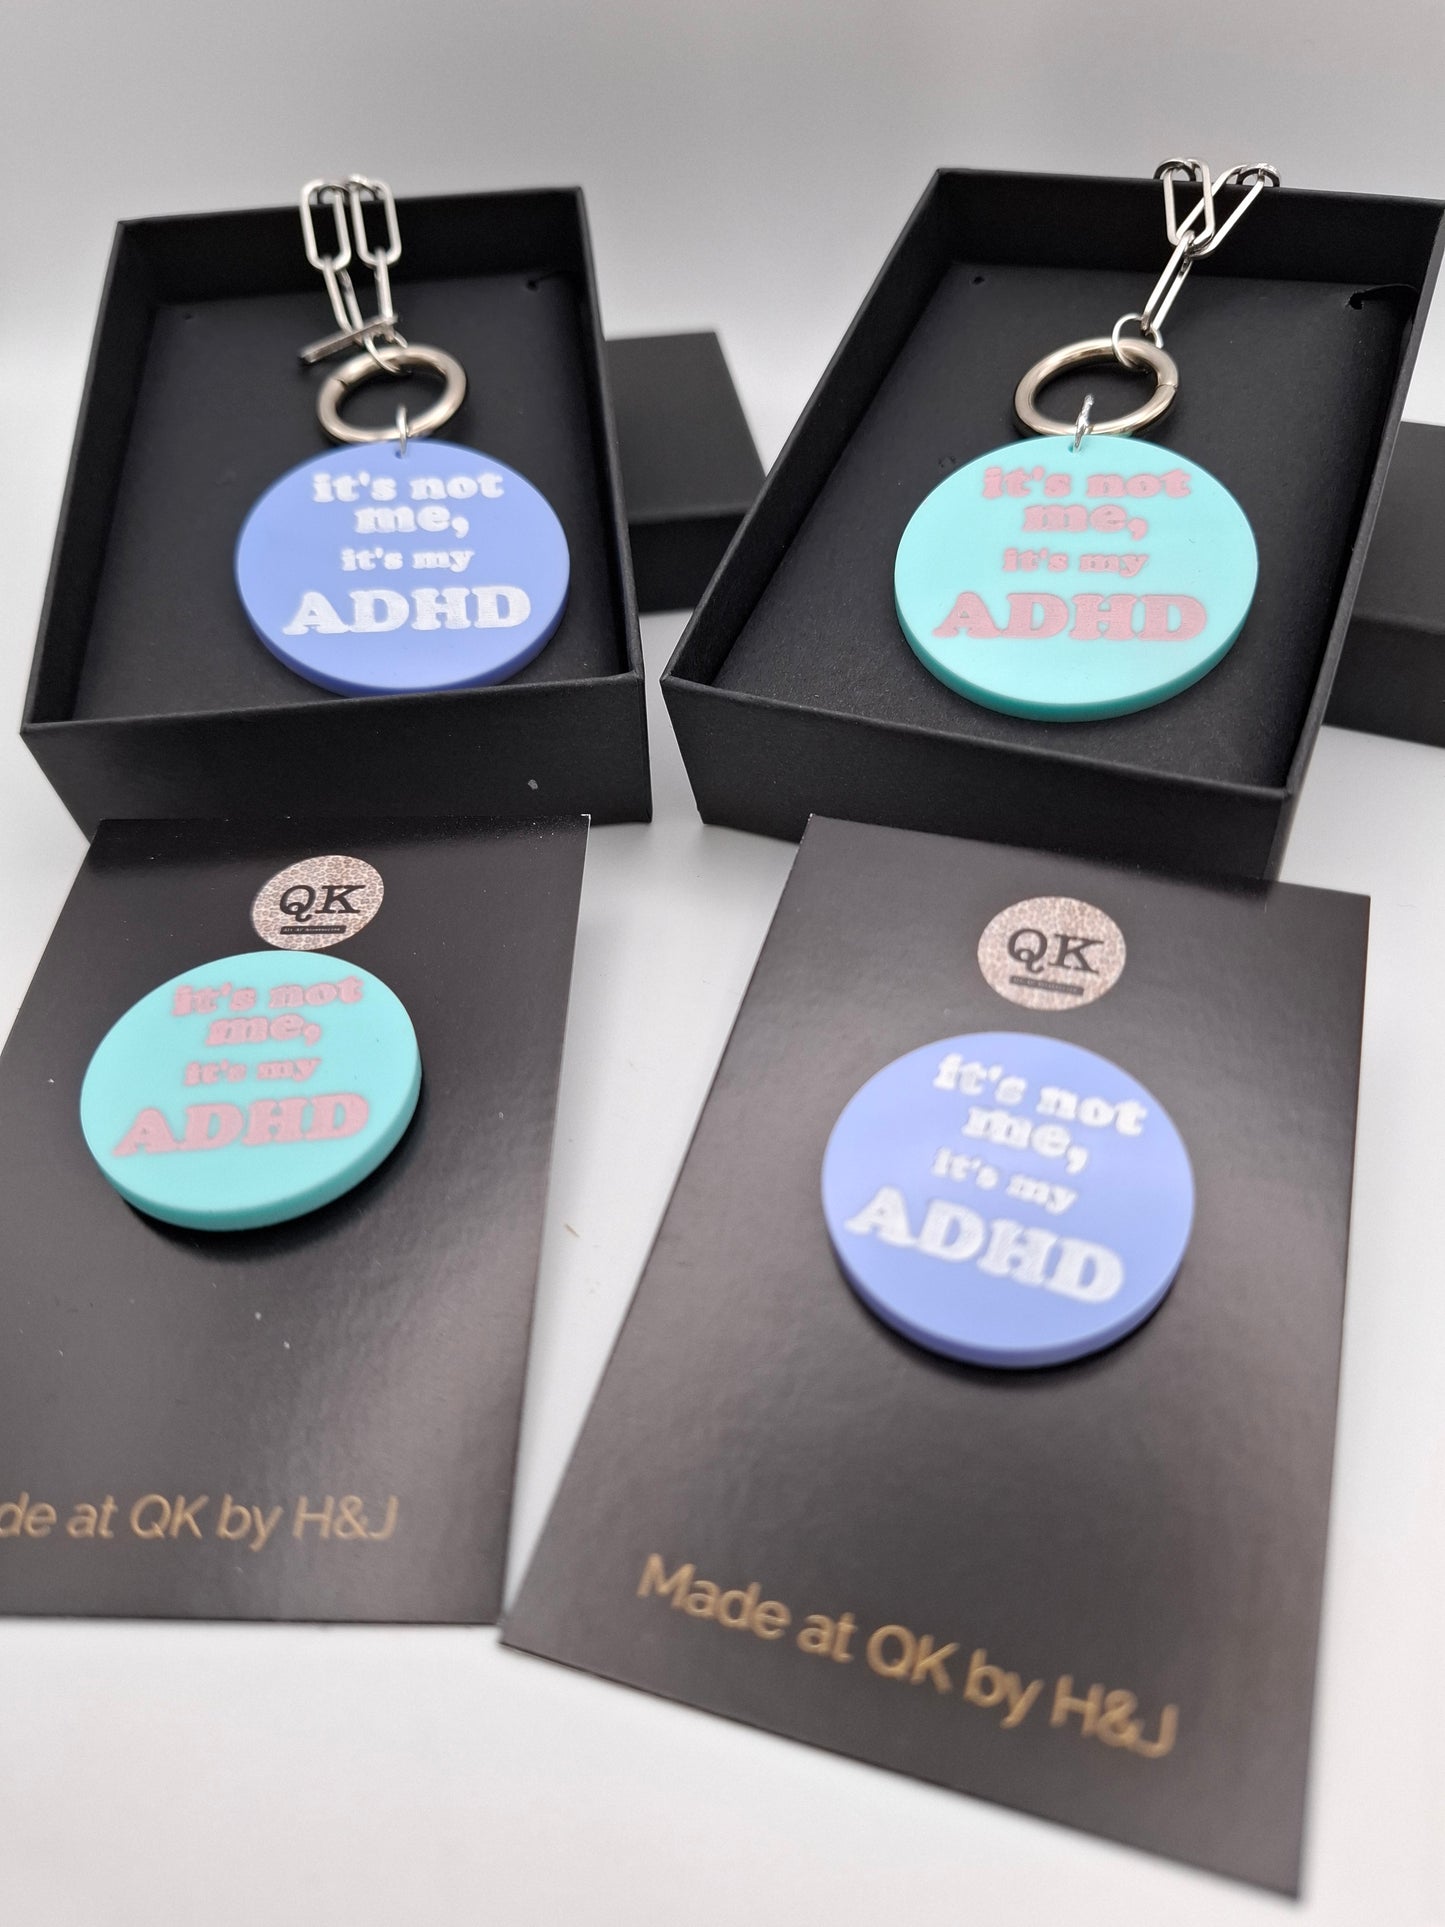 it's not
me,
it's my
ADHD
it's not
me,
it's my
ADHD
QK
it's not
me,
it's my
ADHD
de at QK by H&J
QK
it's not
me,
it's my
ADHD
Made at QK by H&J